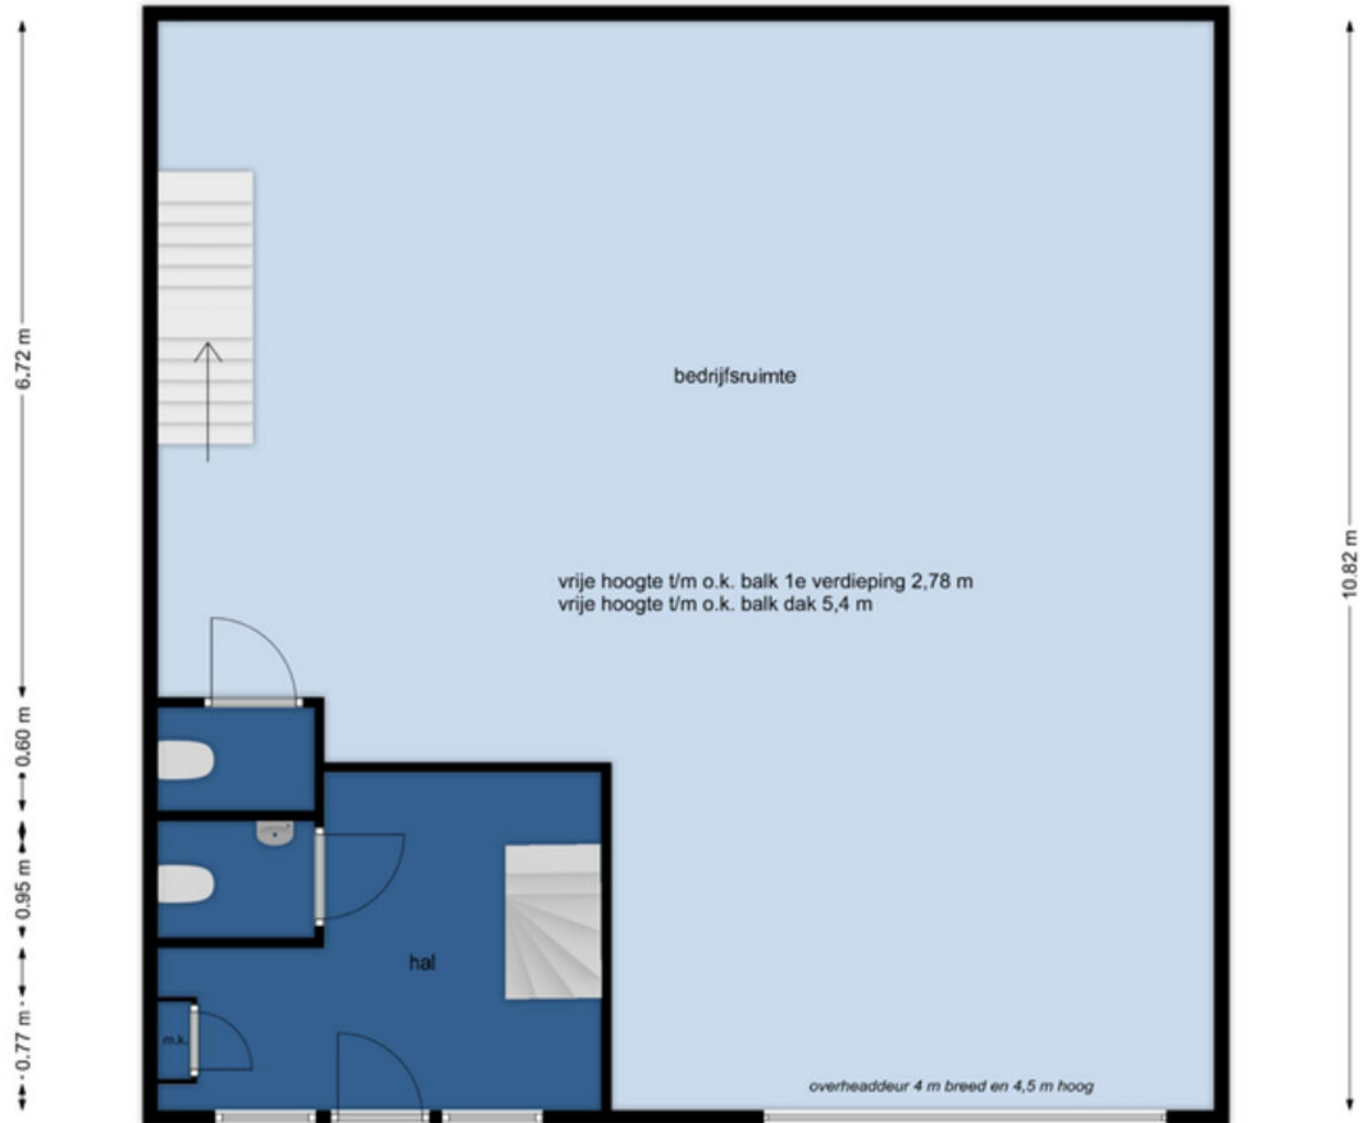 6.72 m
bedrijfsruimte
10.82 m
vrije hoogte t/m o.k. balk 1e verdieping 2,78 m
vrije hoogte t/m o.k. balk dak 5,4 m
0.60 m
0.95 m
hal
0.77 m
m.k.
overheaddeur 4 m breed en 4,5 m hoog